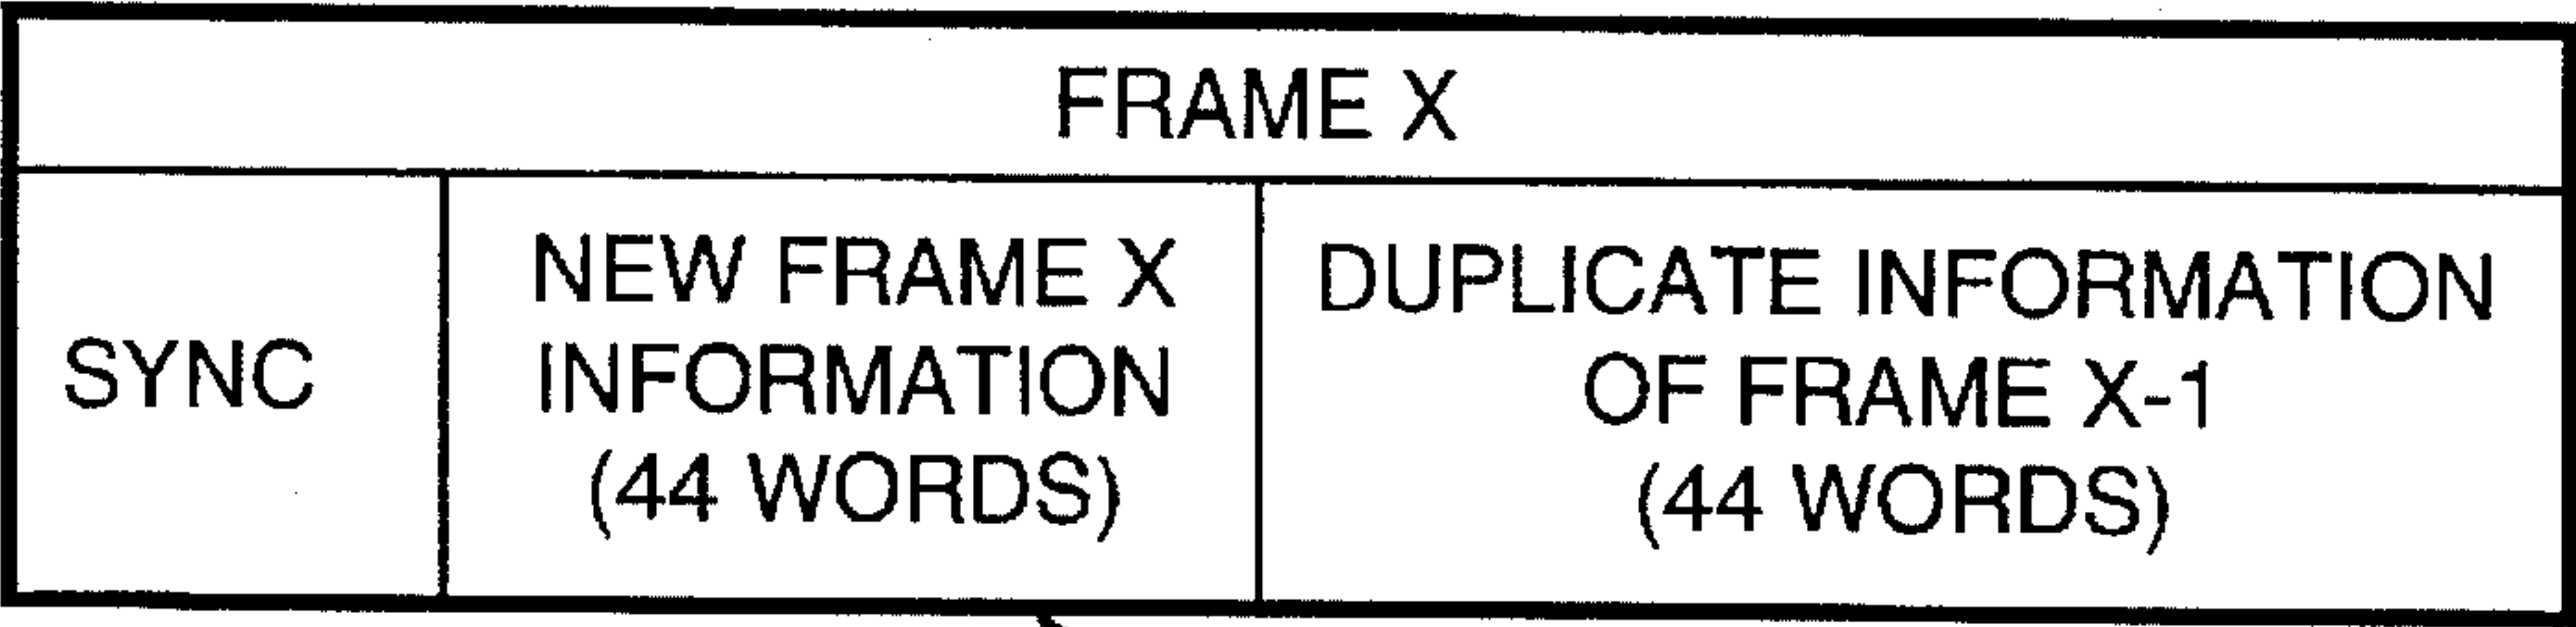 FRAME X
SYNC
NEW FRAME X
INFORMATION
(44 WORDS)
DUPLICATE INFORMATION
OF FRAME X-1
(44 WORDS)